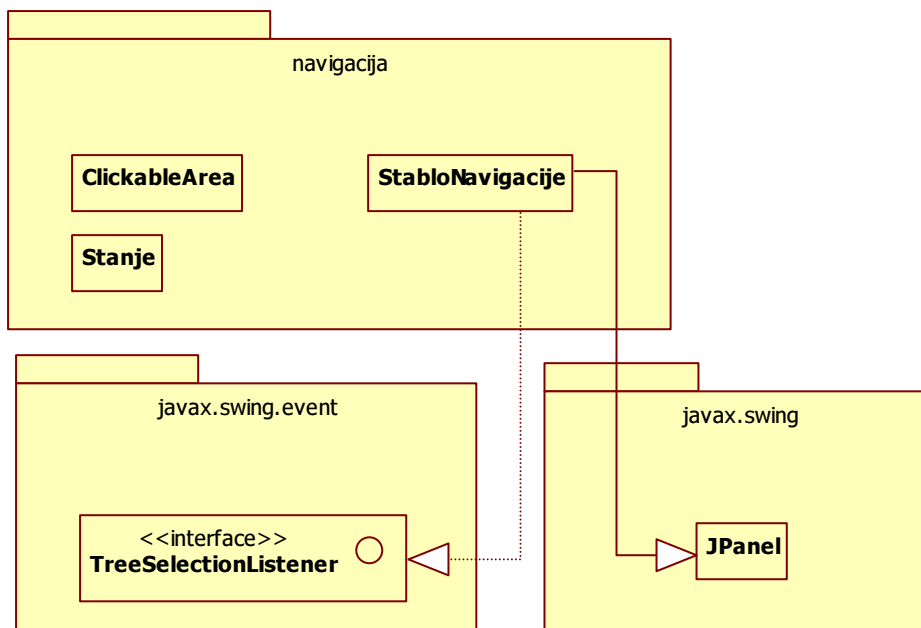 navigacija
ClickableArea
StabloNavigacije
Stanje
javax.swing.event
<<interface>>
TreeSelectionListener
javax.swing
JPanel